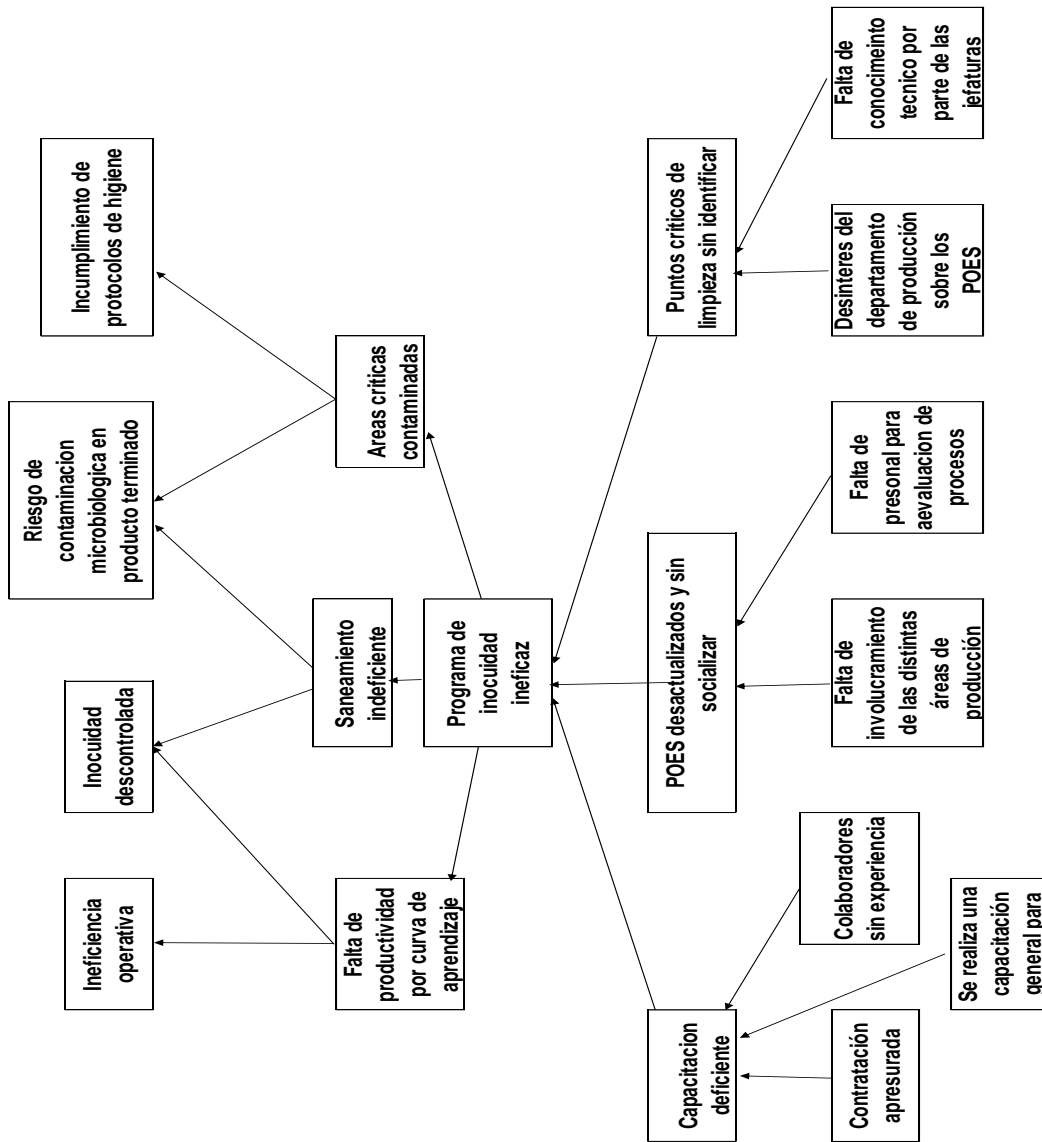 Ineficiencia
operativa
Inocuidad
descontrolada
Riesgo de
contaminacion
microbiologica en
producto terminado
Incumplimiento de
protocolos de higiene
Falta de
productividad
por curva de
aprendizaje
Saneamiento
indeficiente
Areas criticas
contaminadas
Programa de
inocuidad
ineficaz
Capacitacion
deficiente
POES desactualizados y sin
socializar
Puntos criticos de
limpieza sin identificar
Contratación
apresurada
Colaboradores
sin experiencia
Falta de
involucramiento
de las distintas
áreas de
producción
Falta de
presonal para
aevaluacion de
procesos
Desinteres del
departamento
de producción
sobre los
POES
Falta de
conocimeinto
tecnico por
parte de las
jefaturas
Se realiza una
capacitación
general para